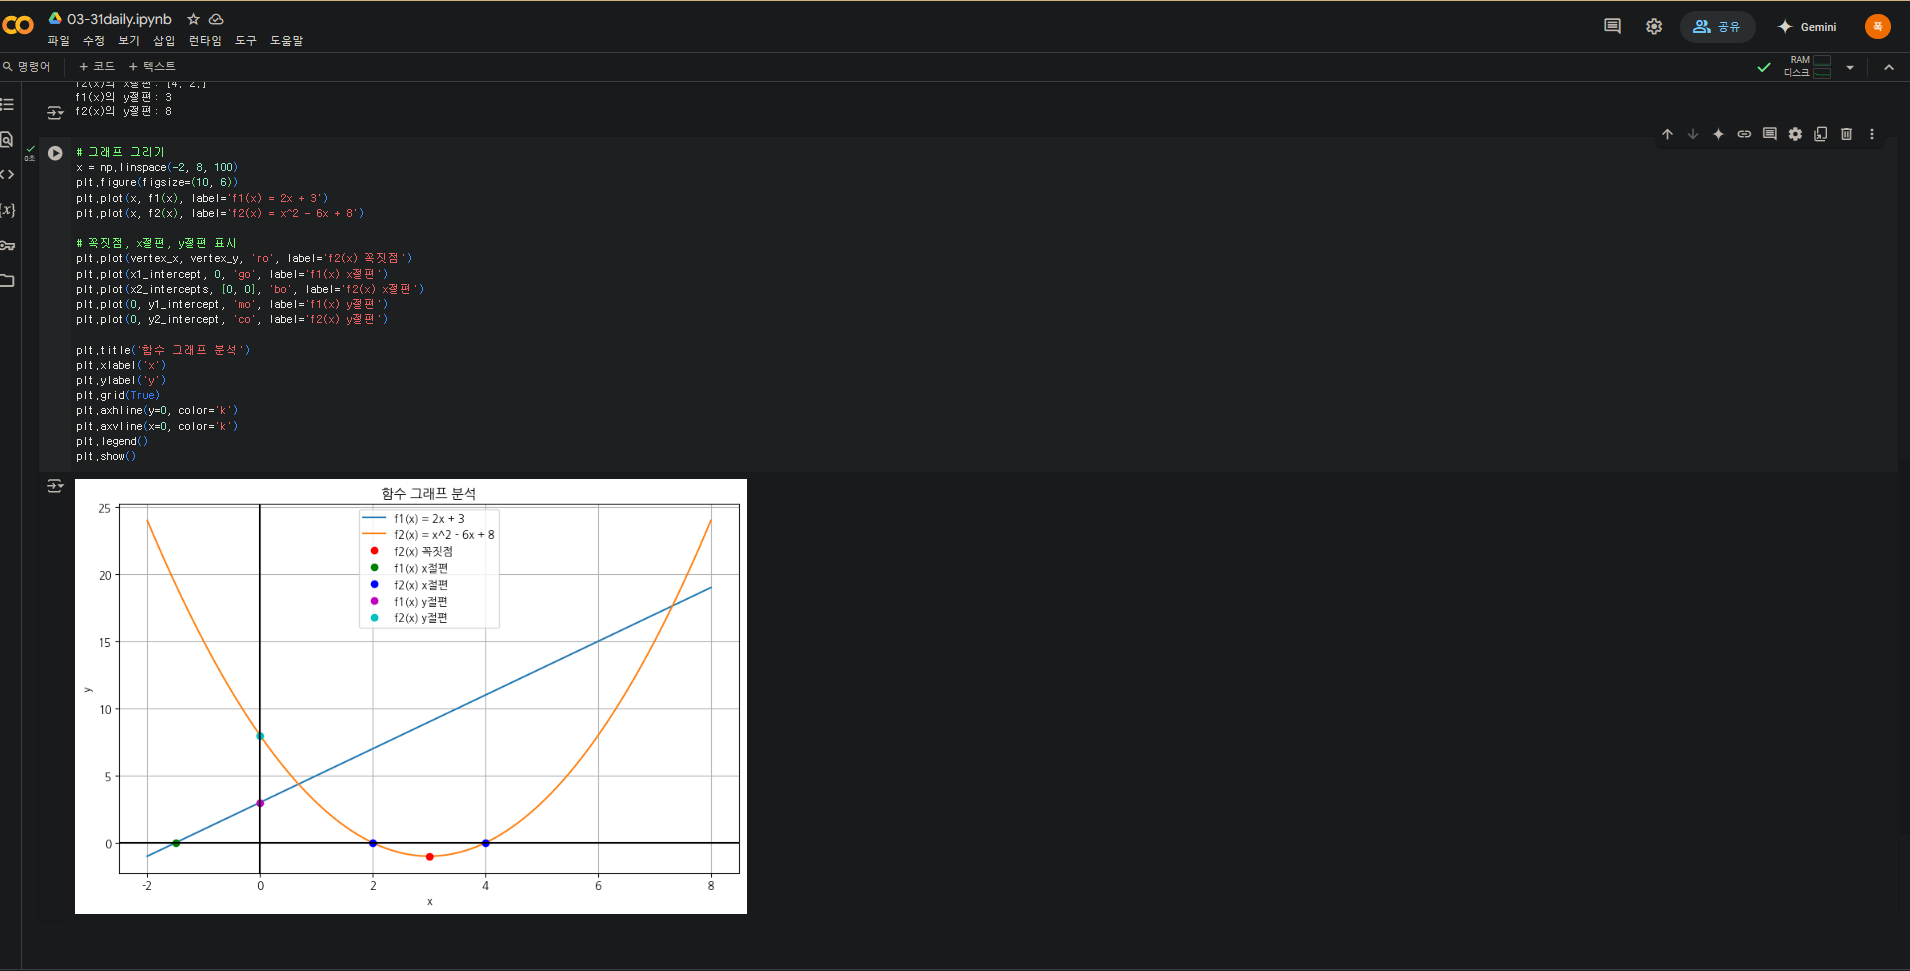 03-31daily.ipynb
파일 수정 보기 삽입 런타임 도구 도움말
공유
Gemini
폭
명령어
+ 코드
+ 텍스트
RAM
디스크
f2(x)의 x절편: [4, 2,]
f1(x)의 y절편: 3
f2(x)의 y절편: 8
0초
# 그래프 그리기
x = np.linspace(-2, 8, 100)
plt.figure(figsize=(10, 6))
plt.plot(x, f1(x), label='f1(x) = 2x + 3')
plt.plot(x, f2(x), label='f2(x) = x^2 - 6x + 8')
# 꼭짓점, x절편, y절편 표시
plt.plot(vertex_x, vertex_y, 'ro', label='f2(x) 꼭짓점')
plt.plot(x1_intercept, 0, 'go', label='f1(x) x절편')
plt.plot(x2_intercepts, [0, 0], 'bo', label='f2(x) x절편')
plt.plot(0, y1_intercept, 'mo', label='f1(x) y절편')
plt.plot(0, y2_intercept, 'co', label='f2(x) y절편')
plt.title('함수 그래프 분석')
plt.xlabel('x')
plt.ylabel('y')
plt.grid(True)
plt.axhline(y=0, color='k')
plt.axvline(x=0, color='k')
plt.legend()
plt.show()
함수 그래프 분석
f1(x) = 2x + 3
f2(x) = x^2 - 6x + 8
f2(x) 꼭짓점
f1(x) x절편
f2(x) x절편
f1(x) y절편
f2(x) y절편
25
20
15
10
5
0
y
-2 0 2 4 6 8
x